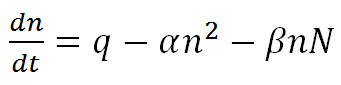 dn/dt = q − αn² − βnN